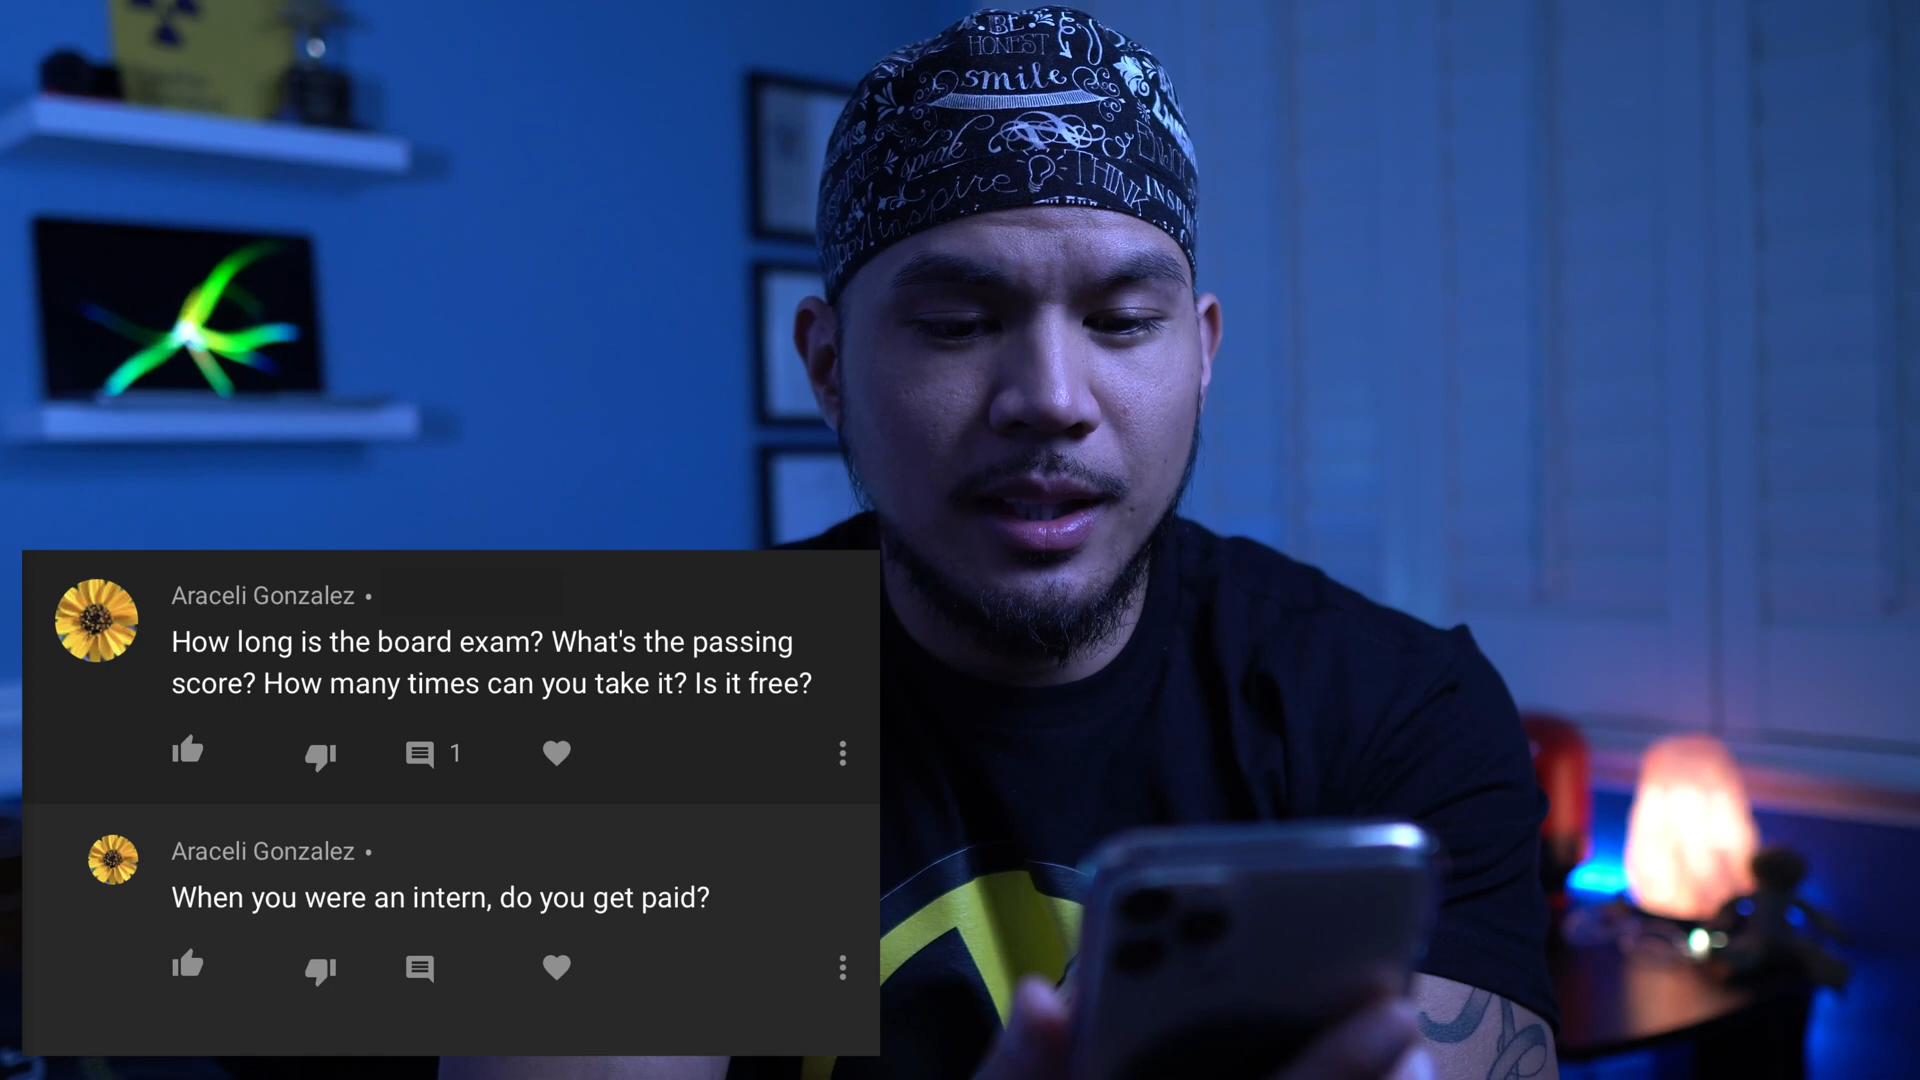 BE
HONEST
smile
speak
inspire
THINK
INSPI
Araceli Gonzalez •
How long is the board exam? What's the passing
score? How many times can you take it? Is it free?
1
Araceli Gonzalez •
When you were an intern, do you get paid?